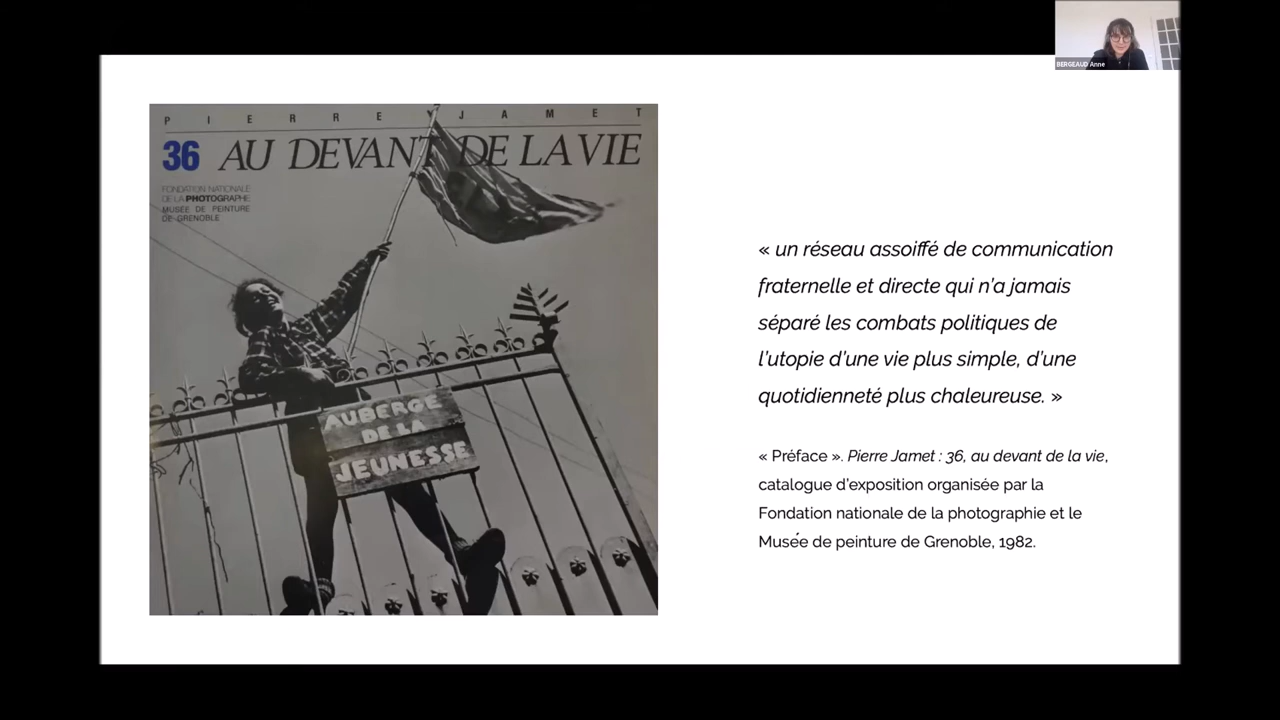 BERGEAUD Anne
PIERRE JAMET
36 AU DEVANT DE LA VIE
FONDATION NATIONALE
DE LA PHOTOGRAPHIE
MUSÉE DE PEINTURE
DE GRENOBLE
AUBERGE
DE LA
JEUNESSE
« un réseau assoiffé de communication
fraternelle et directe qui n’a jamais
séparé les combats politiques de
l’utopie d’une vie plus simple, d’une
quotidienneté plus chaleureuse. »
« Préface ». Pierre Jamet : 36, au devant de la vie,
catalogue d’exposition organisée par la
Fondation nationale de la photographie et le
Musée de peinture de Grenoble, 1982.